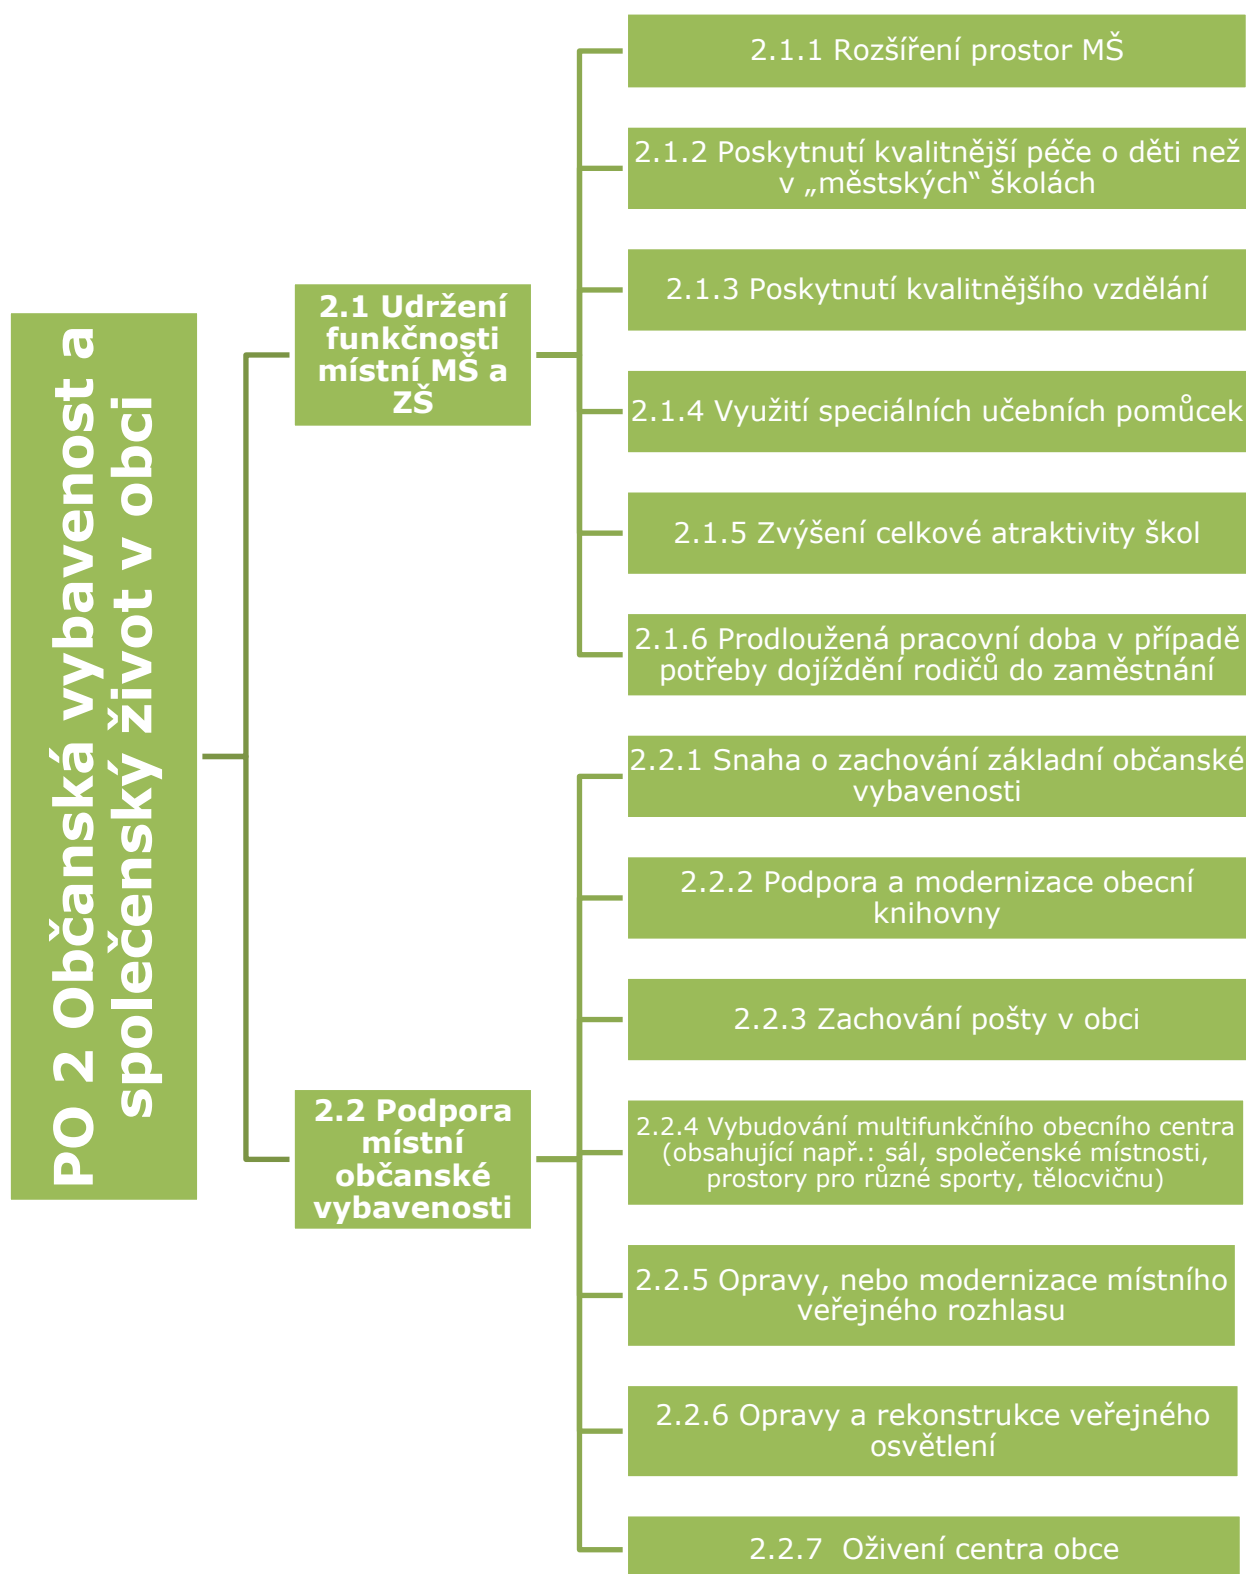 PO 2 Občanská vybavenost a
společenský život v obci
2.1 Udržení
funkčnosti
místní MŠ a
ZŠ
2.1.1 Rozšíření prostor MŠ
2.1.2 Poskytnutí kvalitnější péče o děti než
v „městských“ školách
2.1.3 Poskytnutí kvalitnějšího vzdělání
2.1.4 Využití speciálních učebních pomůcek
2.1.5 Zvýšení celkové atraktivity škol
2.1.6 Prodloužená pracovní doba v případě
potřeby dojíždění rodičů do zaměstnání
2.2 Podpora
místní
občanské
vybavenosti
2.2.1 Snaha o zachování základní občanské
vybavenosti
2.2.2 Podpora a modernizace obecní
knihovny
2.2.3 Zachování pošty v obci
2.2.4 Vybudování multifunkčního obecního centra
(obsahující např.: sál, společenské místnosti,
prostory pro různé sporty, tělocvičnu)
2.2.5 Opravy, nebo modernizace místního
veřejného rozhlasu
2.2.6 Opravy a rekonstrukce veřejného
osvětlení
2.2.7  Oživení centra obce